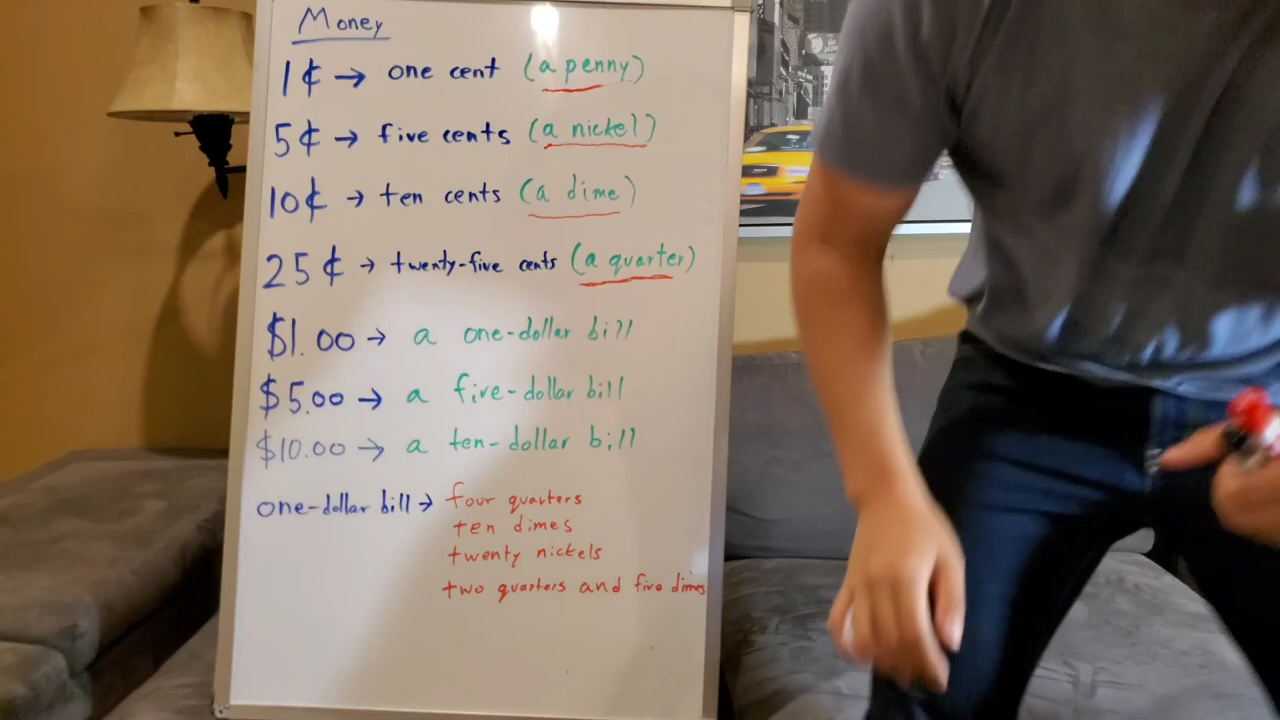 Money
1¢ → one cent (a penny)
5¢ → five cents (a nickel)
10¢ → ten cents (a dime)
25¢ → twenty-five cents (a quarter)
$1.00 → a one-dollar bill
$5.00 → a five-dollar bill
$10.00 → a ten-dollar bill
one-dollar bill → four quarters
ten dimes
twenty nickels
two quarters and five dimes